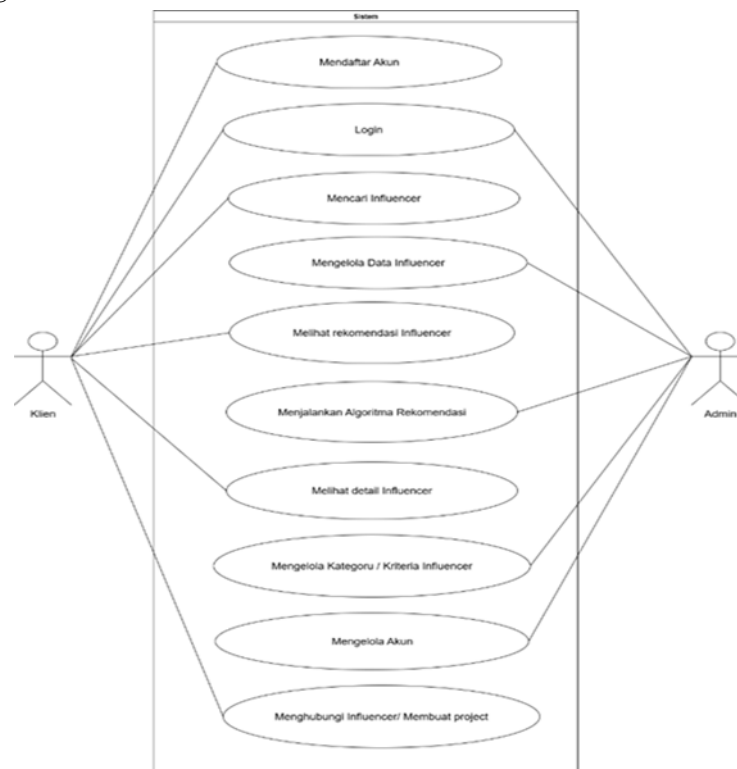 Sistem
Mendaftar Akun
Login
Mencari Influencer
Mengelola Data Influencer
Melihat rekomendasi Influencer
Menjalankan Algoritma Rekomendasi
Klien
Admin
Melihat detail Influencer
Mengelola Kategoru / Kriteria Influencer
Mengelola Akun
Menghubungi Influencer/ Membuat project